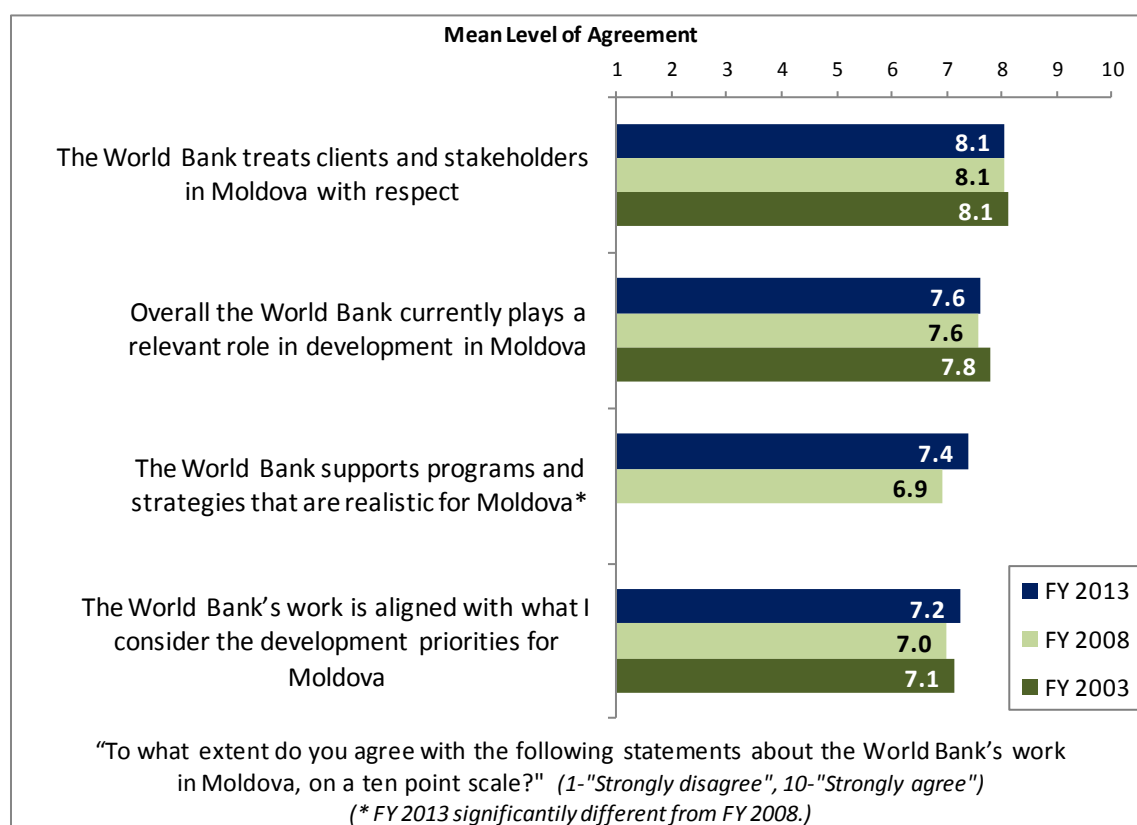 Mean Level of Agreement
1 2 3 4 5 6 7 8 9 10
The World Bank treats clients and stakeholders
in Moldova with respect
8.1
8.1
8.1
Overall the World Bank currently plays a
relevant role in development in Moldova
7.6
7.6
7.8
The World Bank supports programs and
strategies that are realistic for Moldova*
7.4
6.9
The World Bank’s work is aligned with what I
consider the development priorities for
Moldova
7.2
7.0
7.1
FY 2013
FY 2008
FY 2003
“To what extent do you agree with the following statements about the World Bank’s work
in Moldova, on a ten point scale?" (1-"Strongly disagree", 10-"Strongly agree")
(* FY 2013 significantly different from FY 2008.)